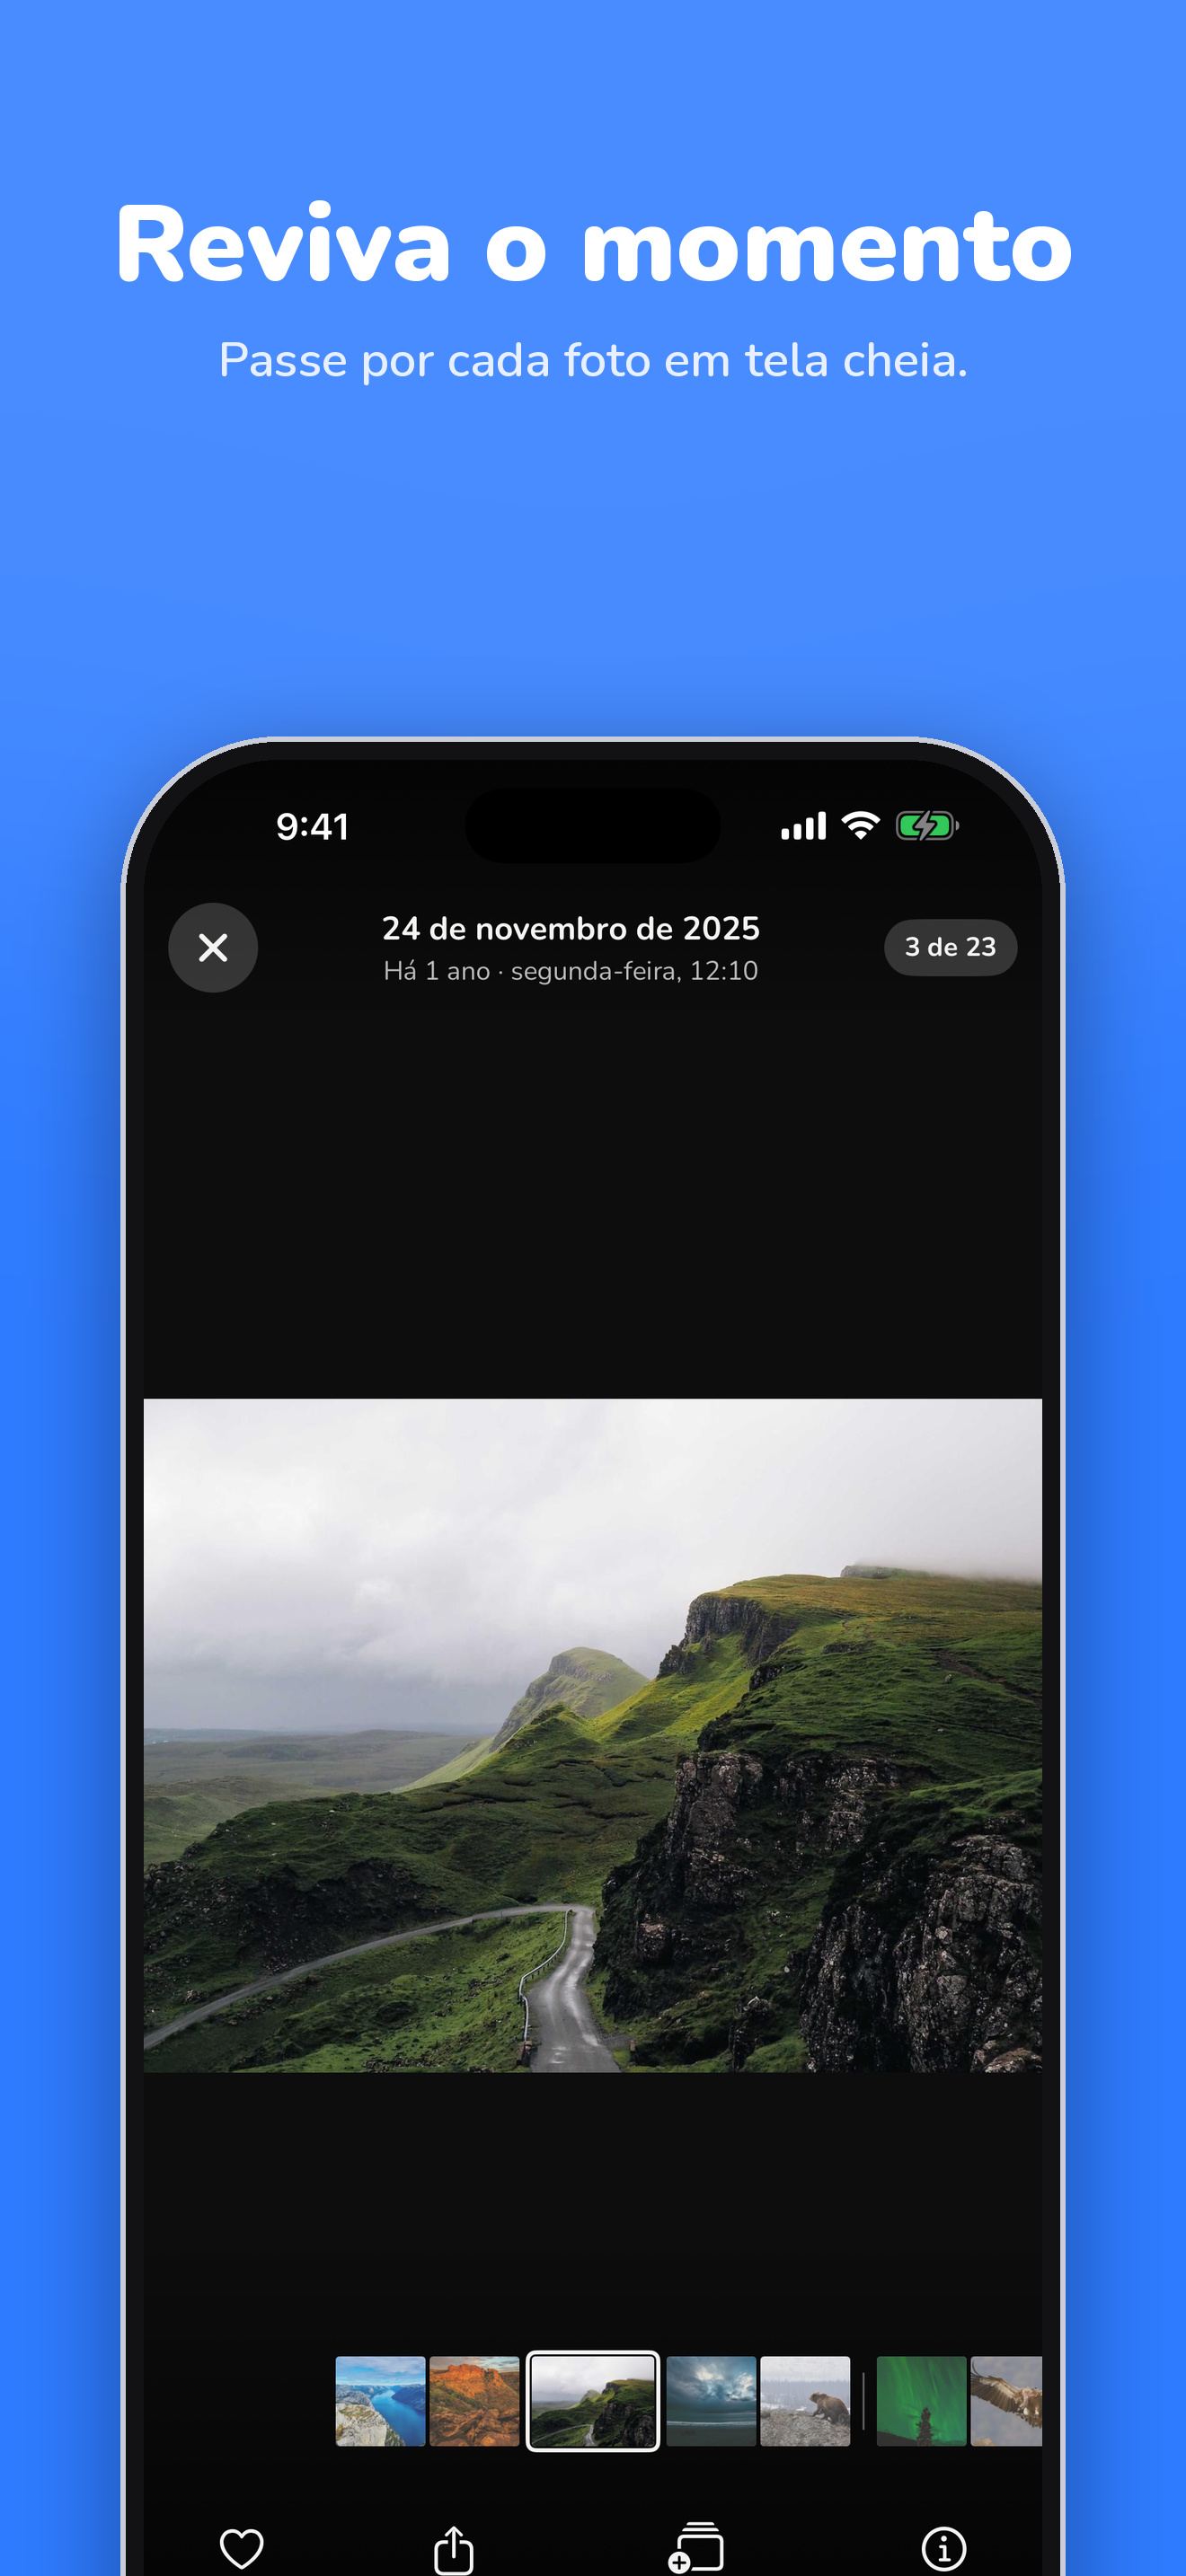 Reviva o momento
Passe por cada foto em tela cheia.
9:41
24 de novembro de 2025
Há 1 ano · segunda-feira, 12:10
3 de 23